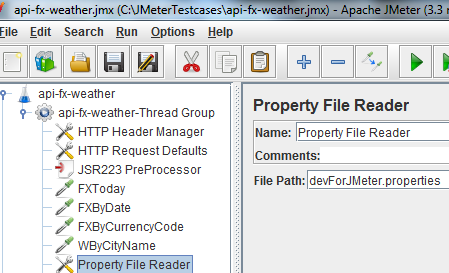 api-fx-weather.jmx (C:\JMeterTestcases\api-fx-weather.jmx) - Apache JMeter (3.3 r
File Edit Search Run Options Help
api-fx-weather
api-fx-weather-Thread Group
HTTP Header Manager
HTTP Request Defaults
JSR223 PreProcessor
FXToday
FXByDate
FXByCurrencyCode
WByCityName
Property File Reader
Property File Reader
Name: Property File Reader
Comments:
File Path: devForJMeter.properties